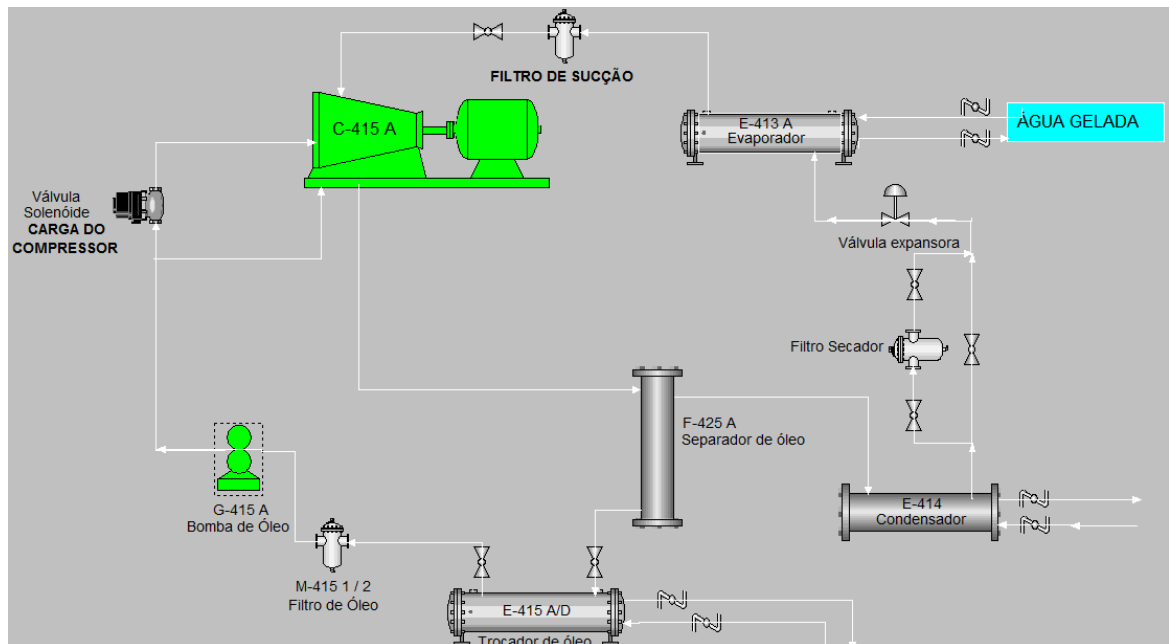 FILTRO DE SUCÇÃO
C-415 A
E-413 A
Evaporador
ÀGUA GELADA
Válvula
Solenóide
CARGA DO
COMPRESSOR
Válvula expansora
Filtro Secador
F-425 A
Separador de óleo
G-415 A
Bomba de Óleo
E-414
Condensador
M-415 1 / 2
Filtro de Óleo
E-415 A/D
Trocador de óleo